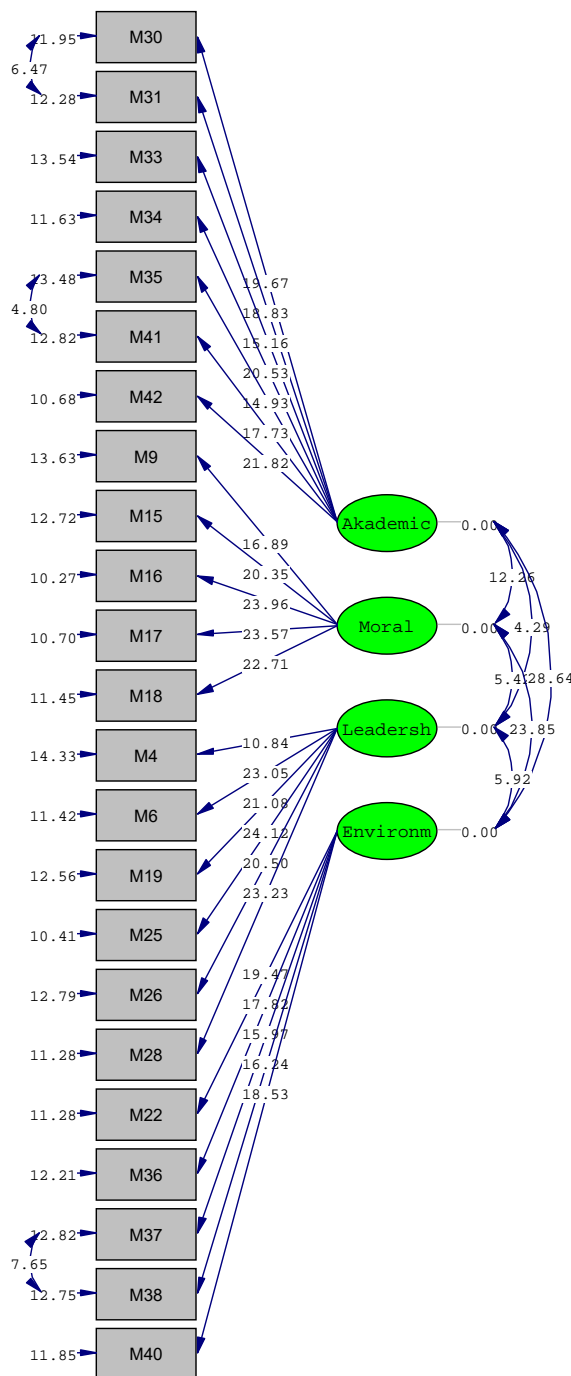 11.95 M30
6.47
12.28 M31
13.54 M33
11.63 M34
13.48 M35
4.80
12.82 M41
10.68 M42
13.63 M9
12.72 M15
10.27 M16
10.70 M17
11.45 M18
14.33 M4
11.42 M6
12.56 M19
10.41 M25
12.79 M26
11.28 M28
11.28 M22
12.21 M36
12.82 M37
7.65
12.75 M38
11.85 M40
19.67
18.83
15.16
20.53
14.93
17.73
21.82
16.89
20.35
23.96
23.57
22.71
10.84
23.05
21.08
24.12
20.50
23.23
19.47
17.82
15.97
16.24
18.53
Akademic 0.00
Moral 0.00
Leadersh 0.00
Environm 0.00
12.26
4.29
28.64
23.85
5.92